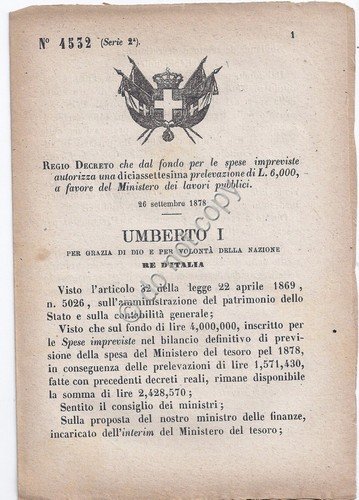 N° 4532 (Serie 2ª). 1
REGIO DECRETO che dal fondo per le spese impreviste
autorizza una diciassettesima prelevazione di L. 6,000,
a favore del Ministero dei lavori pubblici.
26 settembre 1878
UMBERTO I
PER GRAZIA DI DIO E PER VOLONTÀ DELLA NAZIONE
RE D'ITALIA
Visto l'articolo 32 della legge 22 aprile 1869,
n. 5026, sull'amministrazione del patrimonio dello
Stato e sulla contabilità generale;
Visto che sul fondo di lire 4,000,000, inscritto per
le Spese impreviste nel bilancio definitivo di previ-
sione della spesa del Ministero del tesoro pel 1878,
in conseguenza delle prelevazioni di lire 1,571,430,
fatte con precedenti decreti reali, rimane disponibile
la somma di lire 2,428,570;
Sentito il consiglio dei ministri;
Sulla proposta del nostro ministro delle finanze,
incaricato dell'interim del Ministero del tesoro;